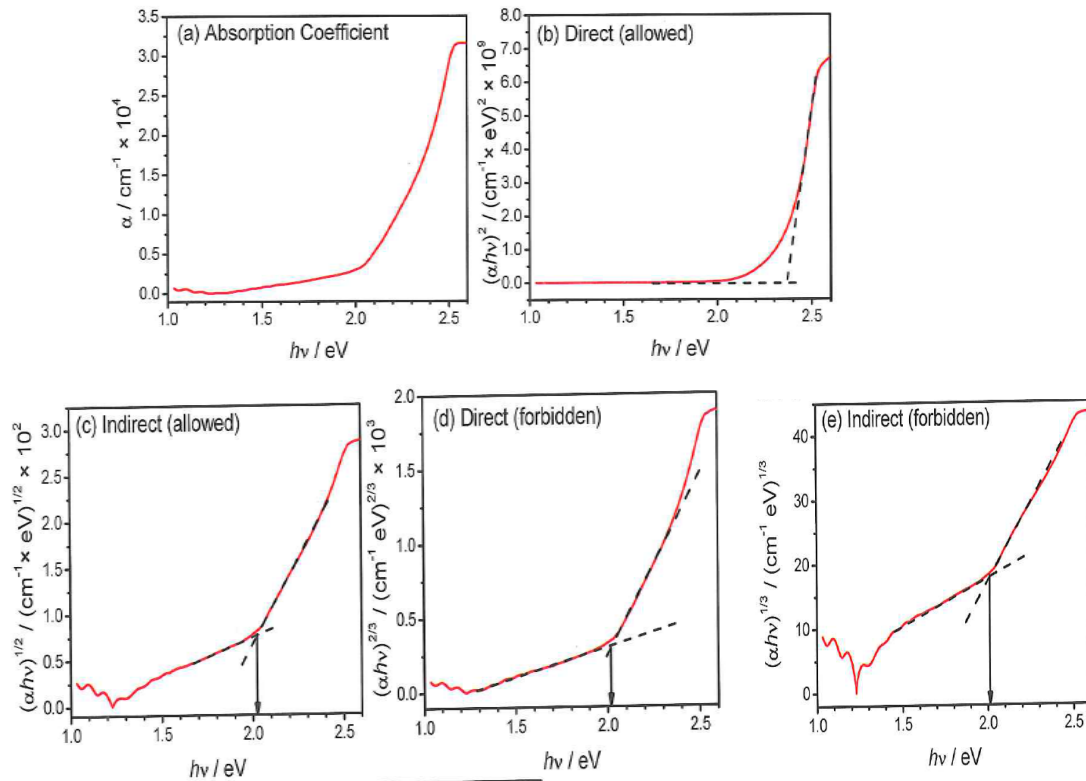 (a) Absorption Coefficient
3.5
3.0
2.5
2.0
1.5
1.0
0.5
0.0
α / cm⁻¹ × 10⁴
1.0 1.5 2.0 2.5
hν / eV
(b) Direct (allowed)
8.0
7.0
6.0
5.0
4.0
3.0
2.0
1.0
0.0
(αhν)² / (cm⁻¹× eV)² × 10⁹
1.0 1.5 2.0 2.5
hν / eV
(c) Indirect (allowed)
3.0
2.5
2.0
1.5
1.0
0.5
0.0
(αhν)¹/² / (cm⁻¹× eV)¹/² × 10²
1.0 1.5 2.0 2.5
hν / eV
(d) Direct (forbidden)
2.0
1.5
1.0
0.5
0.0
(αhν)²/³ / (cm⁻¹ eV)²/³ × 10³
1.0 1.5 2.0 2.5
hν / eV
(e) Indirect (forbidden)
40
30
20
10
0
(αhν)¹/³ / (cm⁻¹ eV)¹/³
1.0 1.5 2.0 2.5
hν / eV